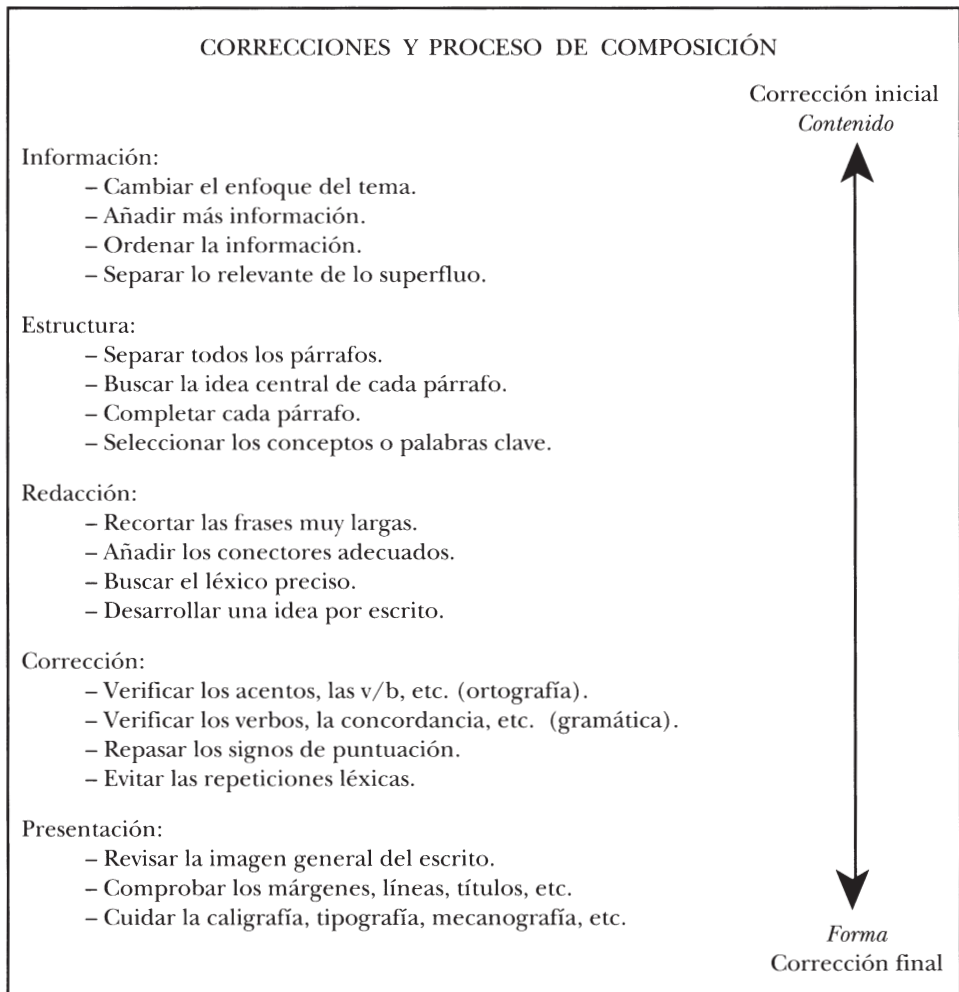 CORRECCIONES Y PROCESO DE COMPOSICIÓN
Corrección inicial
Contenido
Información:
– Cambiar el enfoque del tema.
– Añadir más información.
– Ordenar la información.
– Separar lo relevante de lo superfluo.
Estructura:
– Separar todos los párrafos.
– Buscar la idea central de cada párrafo.
– Completar cada párrafo.
– Seleccionar los conceptos o palabras clave.
Redacción:
– Recortar las frases muy largas.
– Añadir los conectores adecuados.
– Buscar el léxico preciso.
– Desarrollar una idea por escrito.
Corrección:
– Verificar los acentos, las v/b, etc. (ortografía).
– Verificar los verbos, la concordancia, etc. (gramática).
– Repasar los signos de puntuación.
– Evitar las repeticiones léxicas.
Presentación:
– Revisar la imagen general del escrito.
– Comprobar los márgenes, líneas, títulos, etc.
– Cuidar la caligrafía, tipografía, mecanografía, etc.
Forma
Corrección final